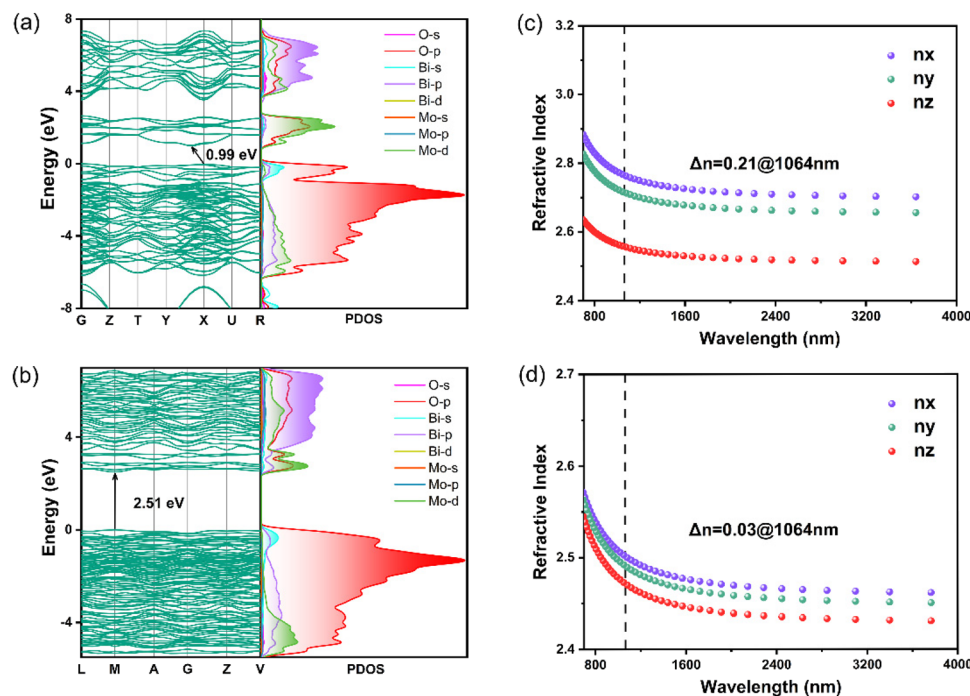 (a)
8
4
0
-4
-8
Energy (eV)
0.99 eV
G Z T Y X U R
PDOS
O-s
O-p
Bi-s
Bi-p
Bi-d
Mo-s
Mo-p
Mo-d
(c)
3.2
3.0
2.8
2.6
2.4
Refractive Index
nx
ny
nz
Δn=0.21@1064nm
800 1600 2400 3200 4000
Wavelength (nm)
(b)
4
0
-4
Energy (eV)
2.51 eV
L M A G Z V
PDOS
O-s
O-p
Bi-s
Bi-p
Bi-d
Mo-s
Mo-p
Mo-d
(d)
2.7
2.6
2.5
2.4
Refractive Index
nx
ny
nz
Δn=0.03@1064nm
800 1600 2400 3200 4000
Wavelength (nm)